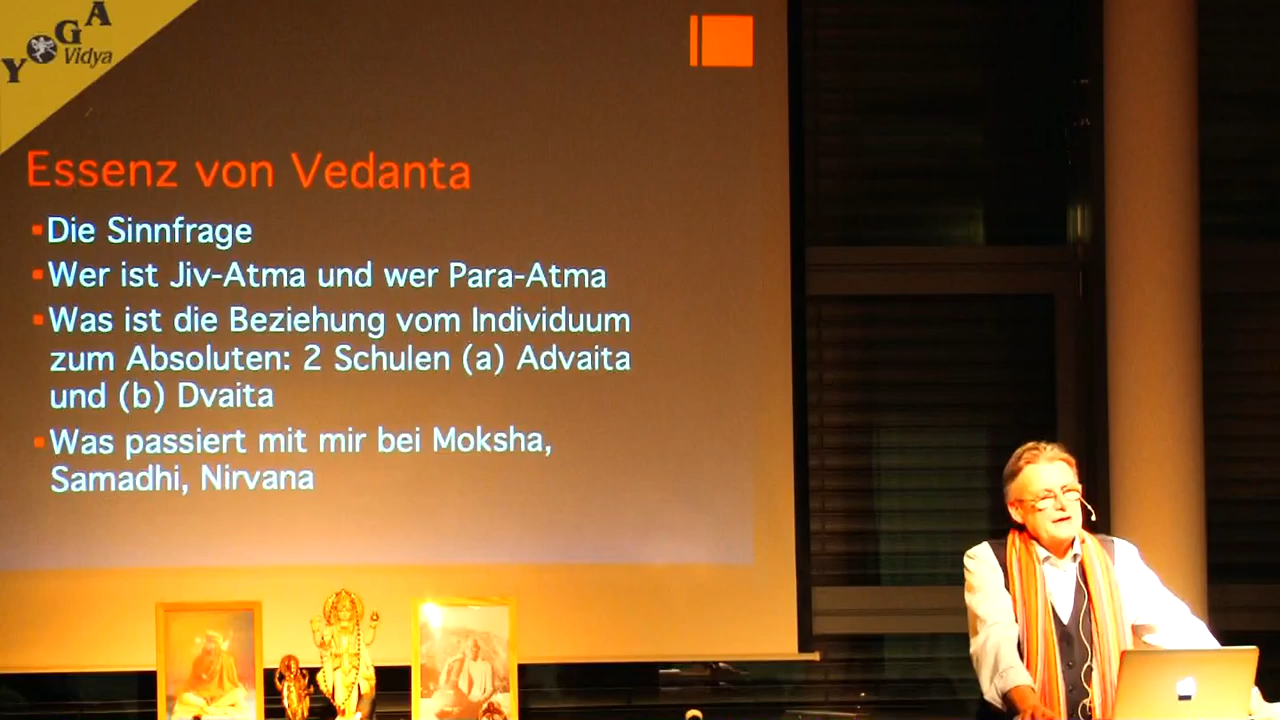 YOGA
Vidya
Essenz von Vedanta
Die Sinnfrage
Wer ist Jiv-Atma und wer Para-Atma
Was ist die Beziehung vom Individuum
zum Absoluten: 2 Schulen (a) Advaita
und (b) Dvaita
Was passiert mit mir bei Moksha,
Samadhi, Nirvana